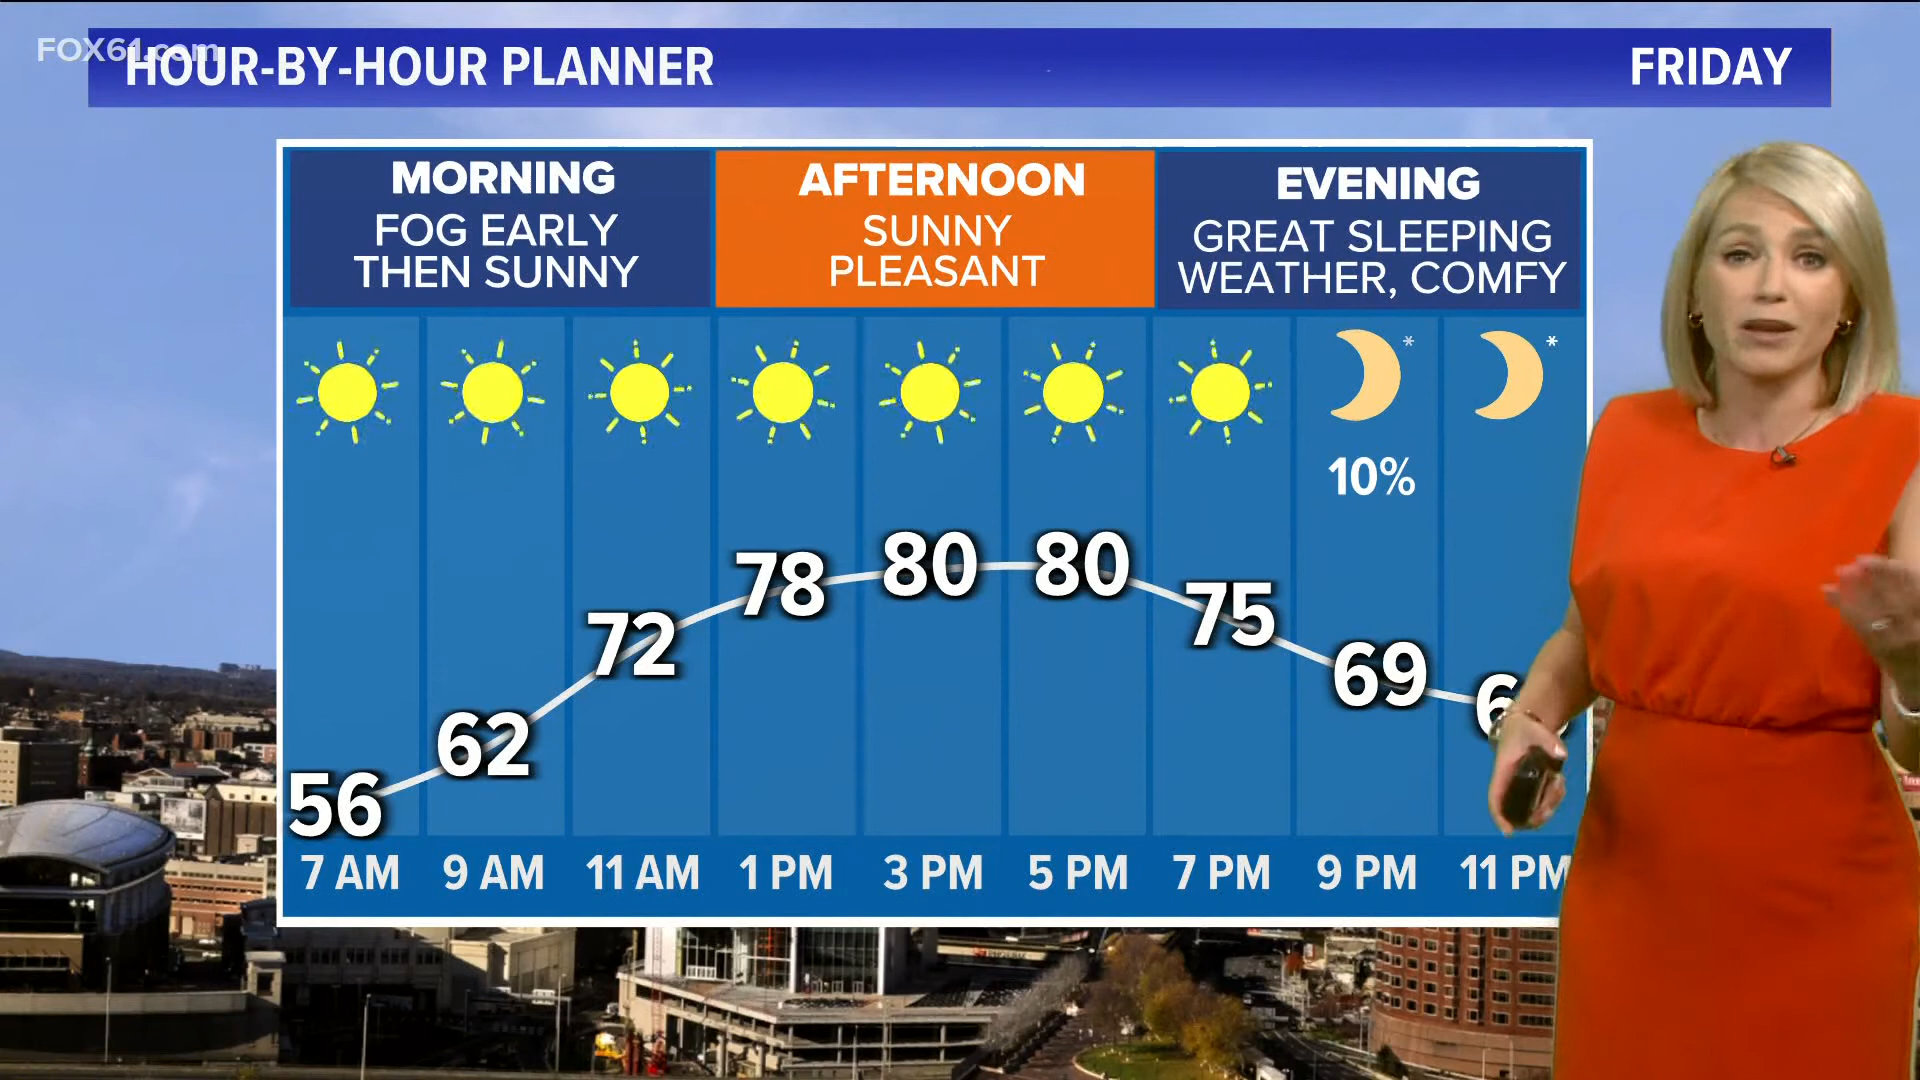 FOX61.com
HOUR-BY-HOUR PLANNER
FRIDAY
MORNING
FOG EARLY
THEN SUNNY
AFTERNOON
SUNNY
PLEASANT
EVENING
GREAT SLEEPING
WEATHER, COMFY
10%
56 62 72 78 80 80 75 69
7 AM 9 AM 11 AM 1 PM 3 PM 5 PM 7 PM 9 PM 11 PM